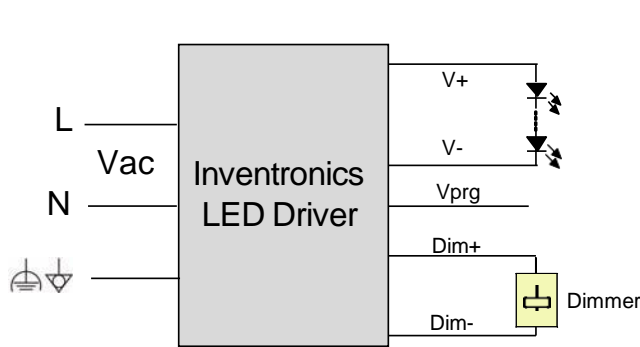 V+
L
Vac
V-
Inventronics
LED Driver
Vprg
N
Dim+
Dimmer
Dim-